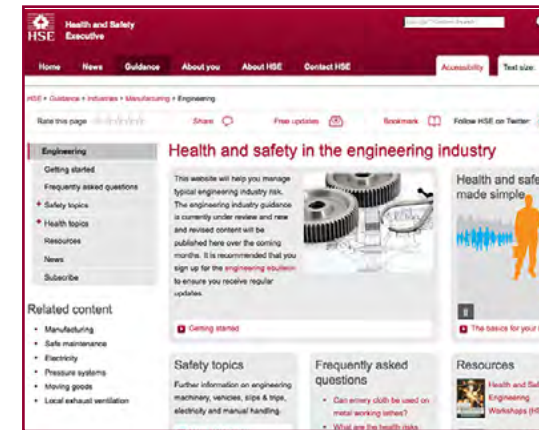 Health and Safety
Executive
HSE
Home News Guidance About you About HSE Contact HSE
Accessibility Text size:
HSE > Guidance > Industries > Manufacturing > Engineering
Rate this page
Share
Free updates
Bookmark
Follow HSE on Twitter:
Engineering
Getting started
Frequently asked questions
Safety topics
Health topics
Resources
News
Subscribe
Related content
Manufacturing
Safe maintenance
Electricity
Pressure systems
Moving goods
Local exhaust ventilation
Health and safety in the engineering industry
This website will help you manage
typical engineering industry risk.
The engineering industry guidance
is currently under review and new
and revised content will be
published here over the coming
months. It is recommended that you
sign up for the engineering ebulletin
to ensure you receive regular
updates.
Getting started
Health and safe
made simple
The basics for your
Safety topics
Further information on engineering
machinery, vehicles, slips & trips,
electricity and manual handling.
Frequently asked
questions
Can emery cloth be used on
metal working lathes?
What are the health risks
Resources
Health and Saf
Engineering
Workshops (HS